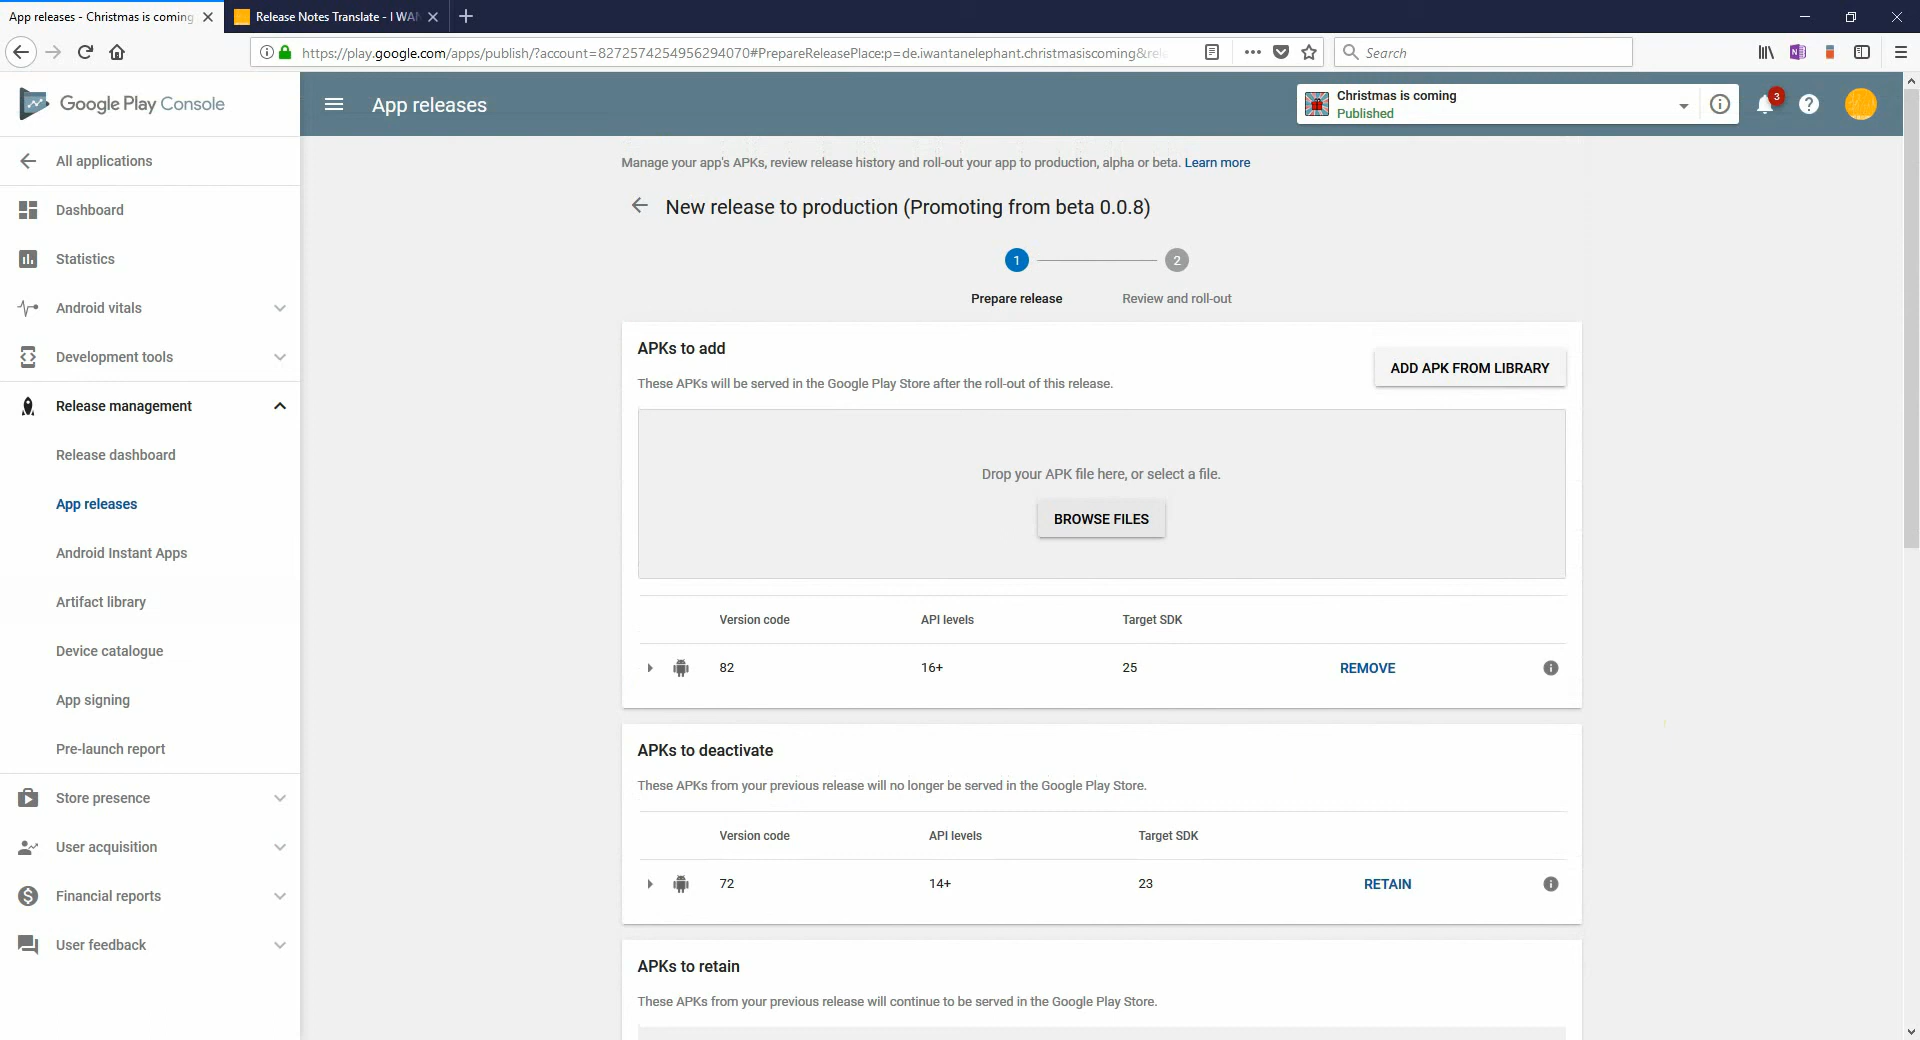 App releases - Christmas is coming
Release Notes Translate - I WAN
https://play.google.com/apps/publish/?account=8272574254956294070#PrepareReleasePlace:p=de.iwantanelephant.christmasiscoming&rele
Search
Google Play Console
App releases
Christmas is coming
Published
3
All applications
Dashboard
Statistics
Android vitals
Development tools
Release management
Release dashboard
App releases
Android Instant Apps
Artifact library
Device catalogue
App signing
Pre-launch report
Store presence
User acquisition
Financial reports
User feedback
Manage your app's APKs, review release history and roll-out your app to production, alpha or beta. Learn more
New release to production (Promoting from beta 0.0.8)
1
2
Prepare release
Review and roll-out
APKs to add
ADD APK FROM LIBRARY
These APKs will be served in the Google Play Store after the roll-out of this release.
Drop your APK file here, or select a file.
BROWSE FILES
Version code API levels Target SDK
82 16+ 25 REMOVE
APKs to deactivate
These APKs from your previous release will no longer be served in the Google Play Store.
Version code API levels Target SDK
72 14+ 23 RETAIN
APKs to retain
These APKs from your previous release will continue to be served in the Google Play Store.